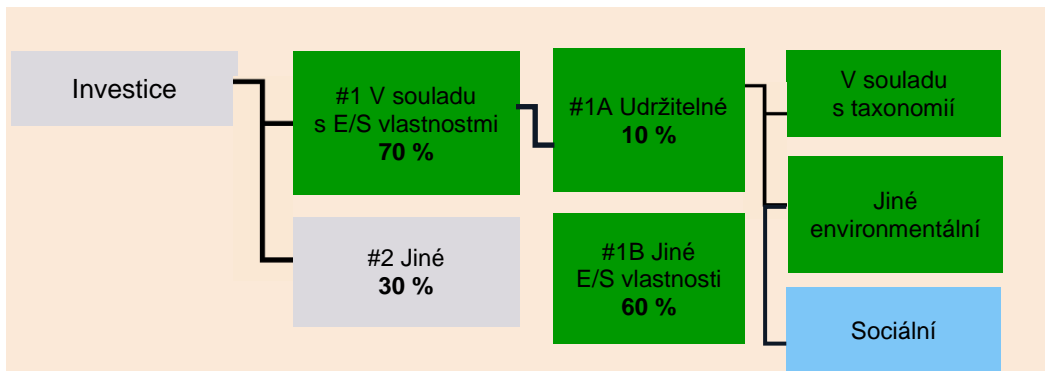 Investice
#1 V souladu
s E/S vlastnostmi
70 %
#2 Jiné
30 %
#1A Udržitelné
10 %
#1B Jiné
E/S vlastnosti
60 %
V souladu
s taxonomií
Jiné
environmentální
Sociální